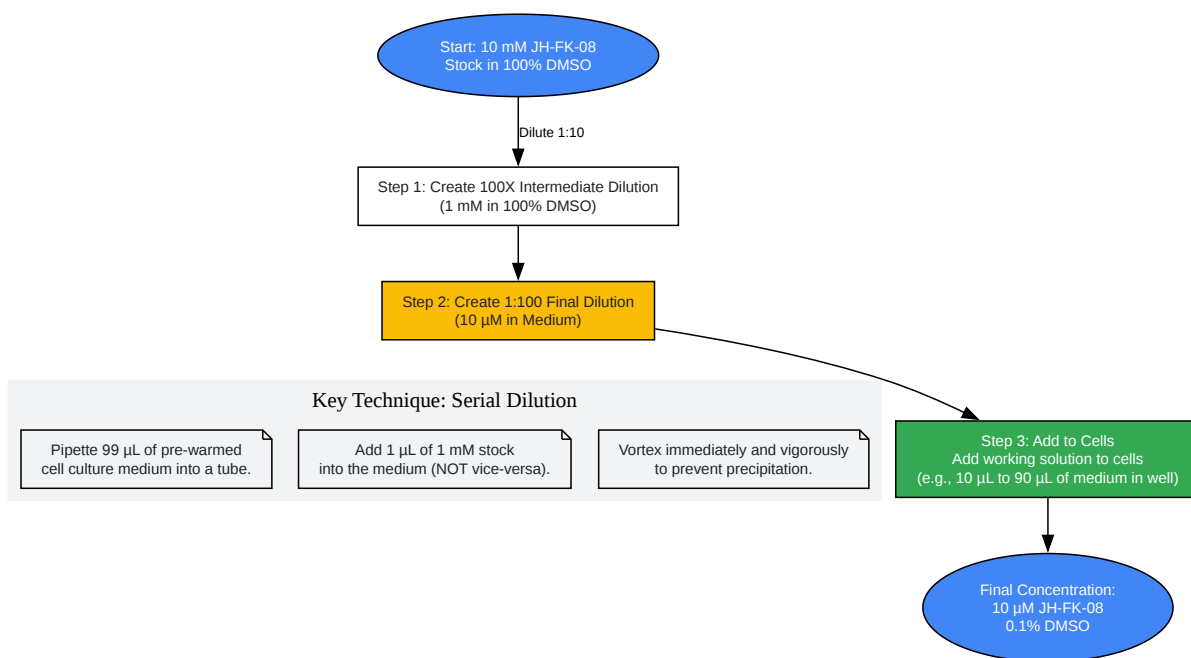 Start: 10 mM JH-FK-08
Stock in 100% DMSO
Dilute 1:10
Step 1: Create 100X Intermediate Dilution
(1 mM in 100% DMSO)
Step 2: Create 1:100 Final Dilution
(10 µM in Medium)
Key Technique: Serial Dilution
Pipette 99 µL of pre-warmed
cell culture medium into a tube.
Add 1 µL of 1 mM stock
into the medium (NOT vice-versa).
Vortex immediately and vigorously
to prevent precipitation.
Step 3: Add to Cells
Add working solution to cells
(e.g., 10 µL to 90 µL of medium in well)
Final Concentration:
10 µM JH-FK-08
0.1% DMSO